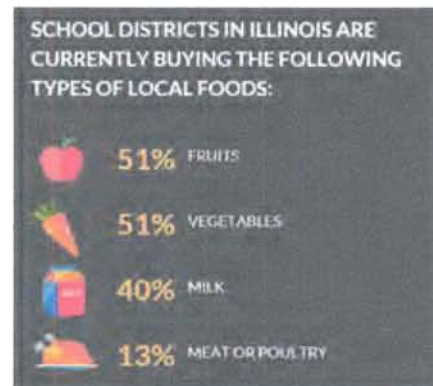 SCHOOL DISTRICTS IN ILLINOIS ARE
CURRENTLY BUYING THE FOLLOWING
TYPES OF LOCAL FOODS:
51% FRUITS
51% VEGETABLES
40% MILK
13% MEAT OR POULTRY